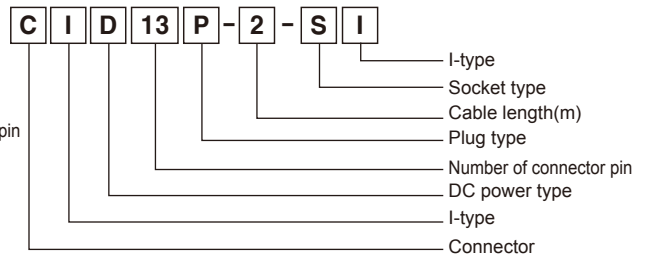 C I D 13 P - 2 - S I
I-type
Socket type
Cable length(m)
Plug type
pin
Number of connector pin
DC power type
I-type
Connector